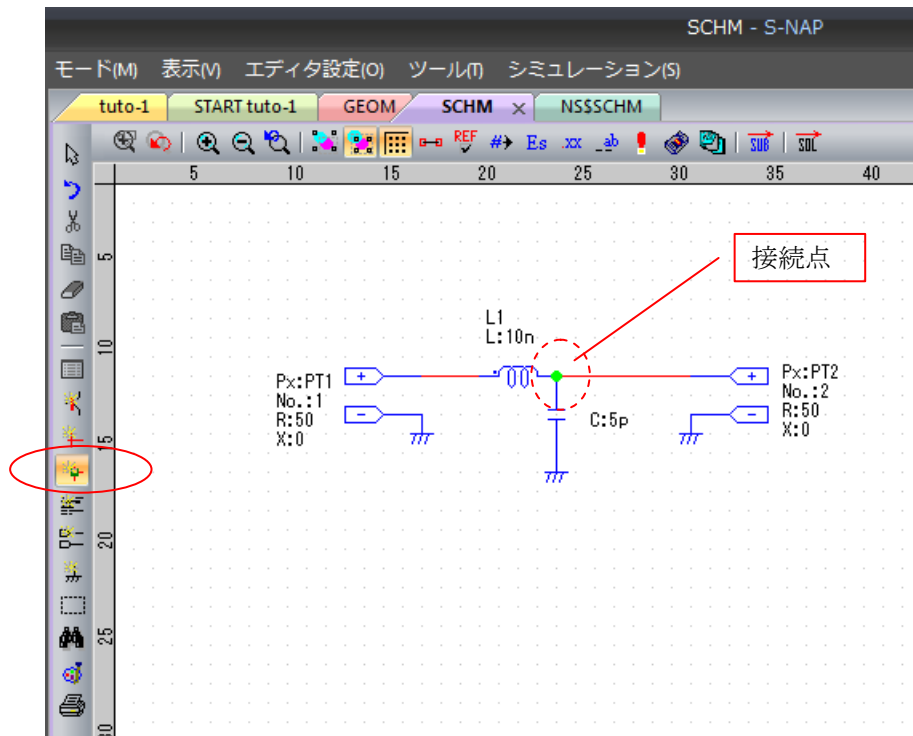 SCHM - S-NAP
モード(M) 表示(V) エディタ設定(O) ツール(T) シミュレーション(S)
tuto-1 START tuto-1 GEOM SCHM × NS$SCHM
REF #→ Es .xx _ab SUB SOL
5 10 15 20 25 30 35 40
5
10
15
20
25
30
接続点
L1
L:10n
Px:PT1
No.:1
R:50
X:0
C:5p
Px:PT2
No.:2
R:50
X:0